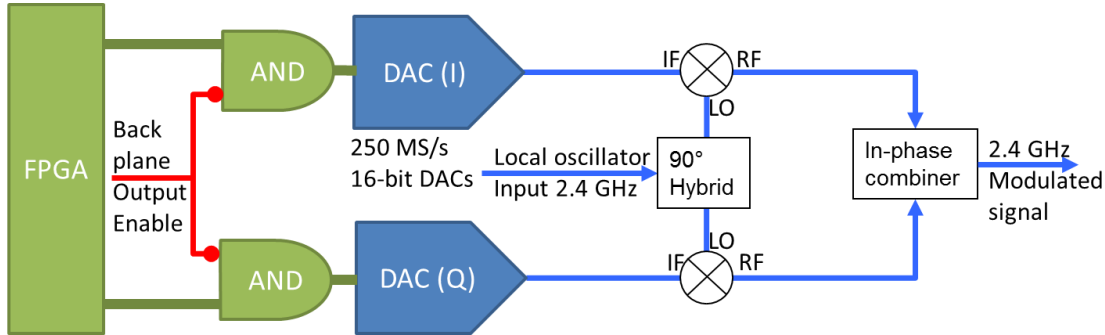 FPGA
AND
DAC (I)
IF
RF
LO
Back
plane
Output
Enable
250 MS/s
16-bit DACs
Local oscillator
Input 2.4 GHz
90°
Hybrid
In-phase
combiner
2.4 GHz
Modulated
signal
AND
DAC (Q)
LO
IF
RF